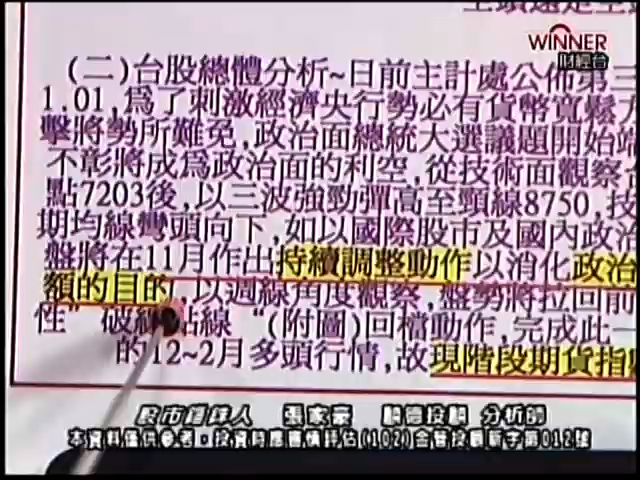 WINNER
財經台
(二)台股總體分析~日前主計處公佈第三
1.01,為了刺激經濟央行勢必有貨幣寬鬆
擊將勢所難免,政治面總統大選議題開始
不彰將成為政治面的利空,從技術面觀察
點7203後,以三波強勁彈高至頸線8750,
期均線彎頭向下,如以國際股市及國內政治
盤將在11月作出持續調整動作以消化政治
額的目的,以週線角度觀察,盤勢將拉回前
性"破線"(附圖)回檔動作,完成此一
的12~2月多頭行情,故現階段期貨指
股市 張家豪 投顧 分析師
本資料僅供參考,投資時應審慎評估(102)金管投顧新字第012號